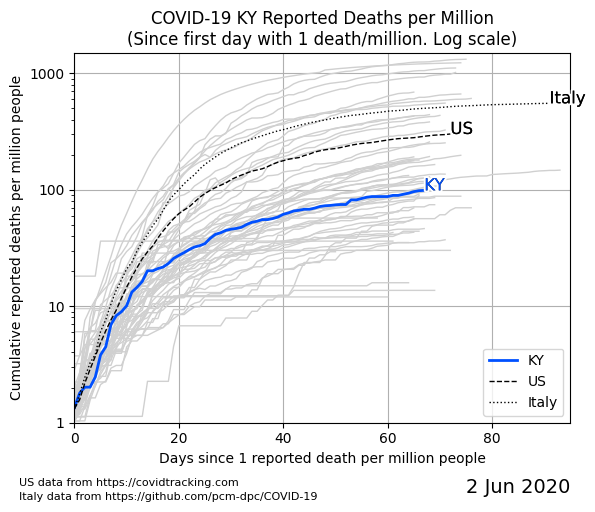 COVID-19 KY Reported Deaths per Million
(Since first day with 1 death/million. Log scale)
Cumulative reported deaths per million people
1000
100
10
1
Italy
US
KY
KY
US
Italy
0 20 40 60 80
Days since 1 reported death per million people
US data from https://covidtracking.com
Italy data from https://github.com/pcm-dpc/COVID-19
2 Jun 2020